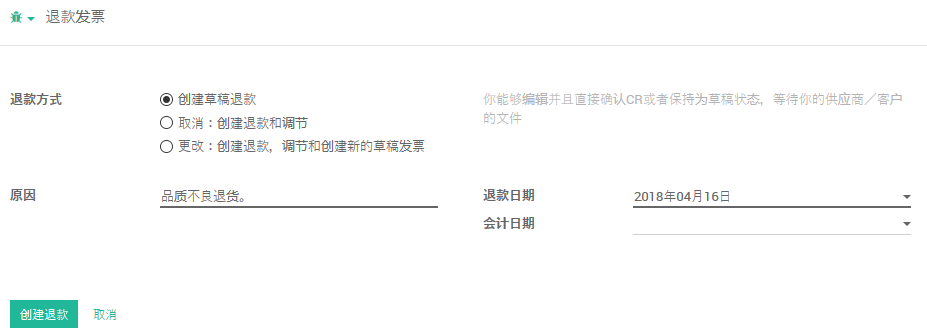 退款发票
退款方式
创建草稿退款
取消：创建退款和调节
更改：创建退款，调节和创建新的草稿发票
你能够编辑并且直接确认CR或者保持为草稿状态，等待你的供应商／客户
的文件
原因
品质不良退货。
退款日期
2018年04月16日
会计日期
创建退款
取消